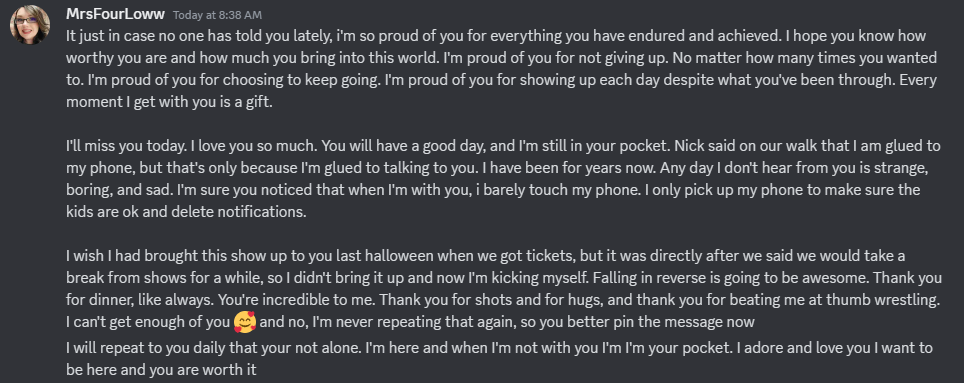 MrsFourLoww Today at 8:38 AM
It just in case no one has told you lately, i'm so proud of you for everything you have endured and achieved. I hope you know how
worthy you are and how much you bring into this world. I'm proud of you for not giving up. No matter how many times you wanted
to. I'm proud of you for choosing to keep going. I'm proud of you for showing up each day despite what you've been through. Every
moment I get with you is a gift.
I'll miss you today. I love you so much. You will have a good day, and I'm still in your pocket. Nick said on our walk that I am glued to
my phone, but that's only because I'm glued to talking to you. I have been for years now. Any day I don't hear from you is strange,
boring, and sad. I'm sure you noticed that when I'm with you, i barely touch my phone. I only pick up my phone to make sure the
kids are ok and delete notifications.
I wish I had brought this show up to you last halloween when we got tickets, but it was directly after we said we would take a
break from shows for a while, so I didn't bring it up and now I'm kicking myself. Falling in reverse is going to be awesome. Thank you
for dinner, like always. You're incredible to me. Thank you for shots and for hugs, and thank you for beating me at thumb wrestling.
I can't get enough of you 🥰 and no, I'm never repeating that again, so you better pin the message now
I will repeat to you daily that your not alone. I'm here and when I'm not with you I'm I'm your pocket. I adore and love you I want to
be here and you are worth it